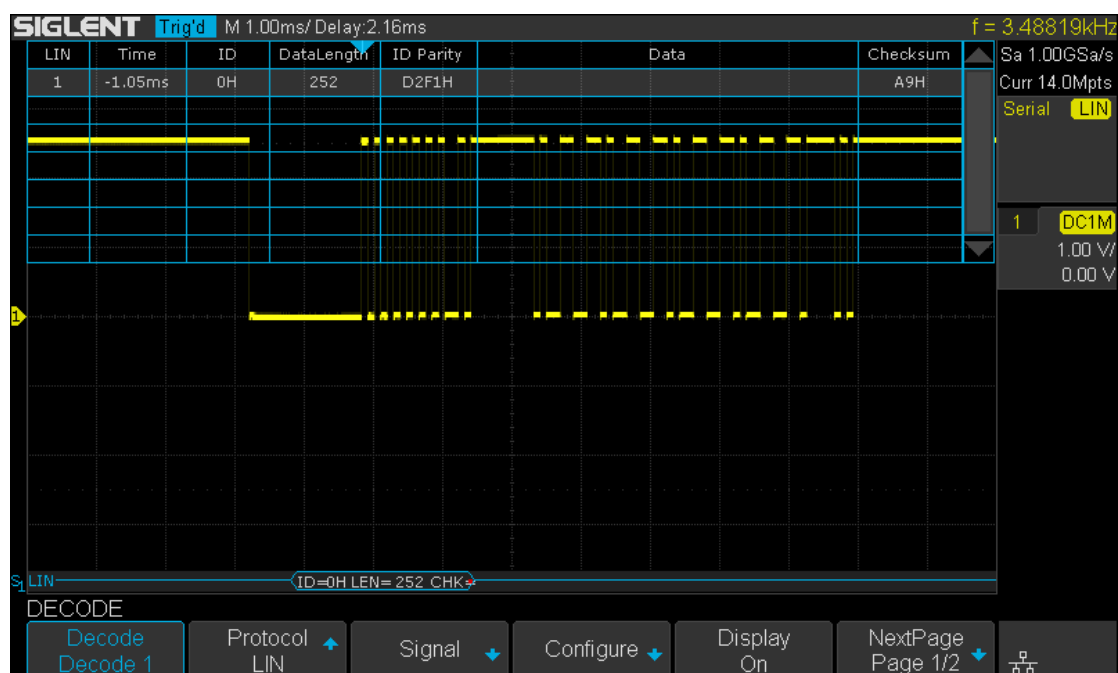 SIGLENT Trig'd M 1.00ms/ Delay:2.16ms f = 3.48819kHz
LIN Time ID DataLength ID Parity Data Checksum Sa 1.00GSa/s
1 -1.05ms 0H 252 D2F1H A9H Curr 14.0Mpts
Serial LIN
1 DC1M
1.00 V/
0.00 V
1
S1 LIN ID=0H LEN=252 CHK=
DECODE
Decode Protocol Signal Configure Display NextPage
Decode 1 LIN On Page 1/2